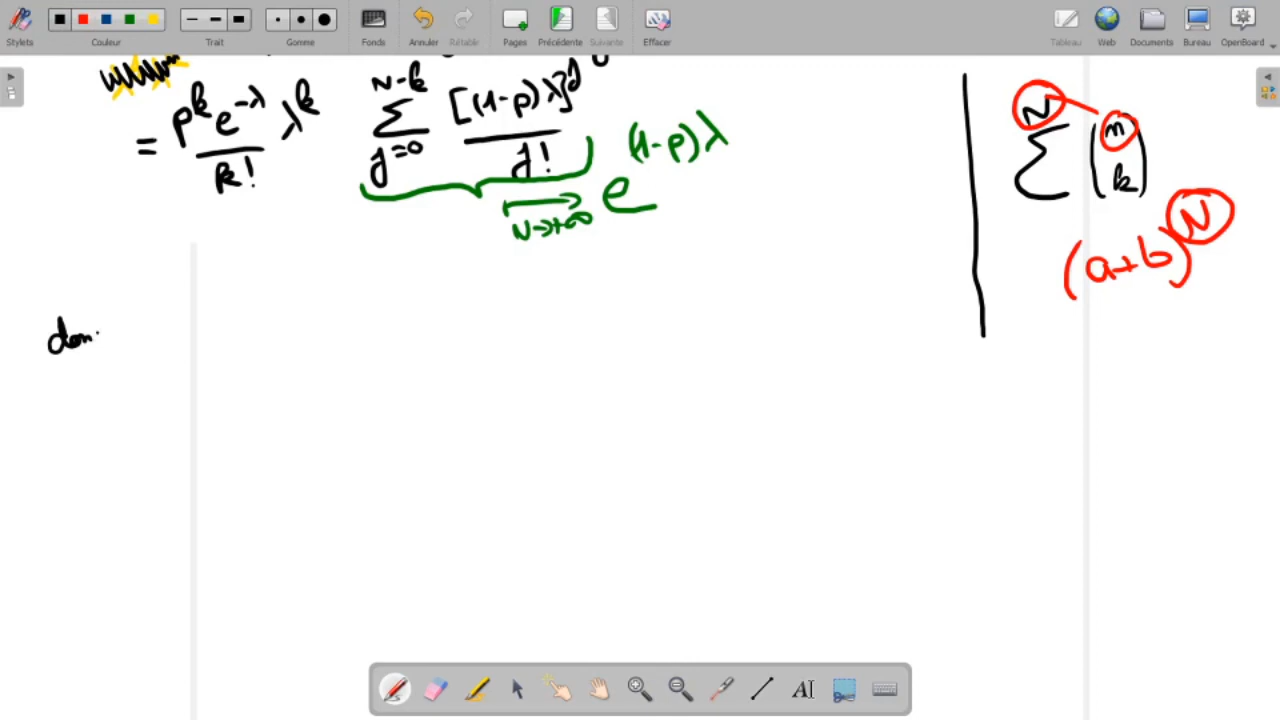 Stylets Couleur Trait Gomme Fonds Annuler Rétablir Pages Précédente Suivante Effacer Tableau Web Documents Bureau OpenBoard
= p^k e^{-λ} / k! λ^k ∑_{j=0}^{N-k} [(1-p)λ]^j / j!
N→+∞ e^{(1-p)λ}
∑^N (n k)
(a+b)^N
don
AI